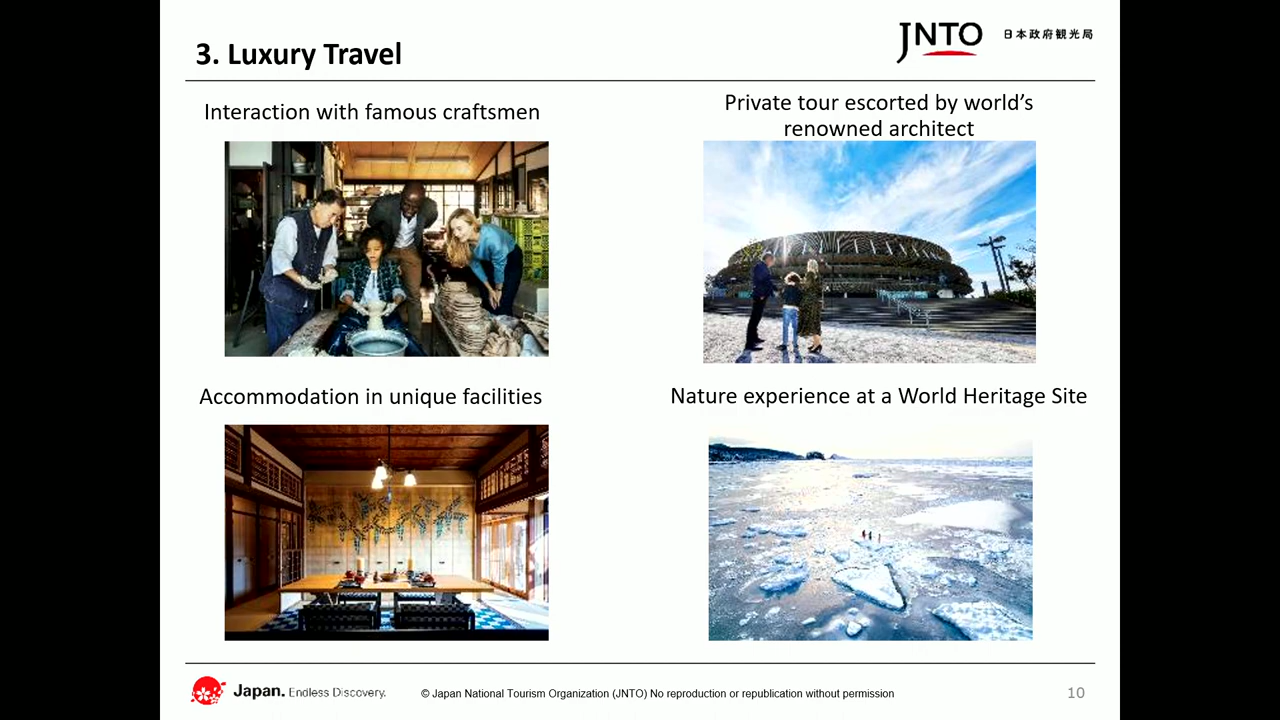 3. Luxury Travel
JNTO 日本政府観光局
Interaction with famous craftsmen
Private tour escorted by world's
renowned architect
Accommodation in unique facilities
Nature experience at a World Heritage Site
Japan. Endless Discovery.
© Japan National Tourism Organization (JNTO) No reproduction or republication without permission
10